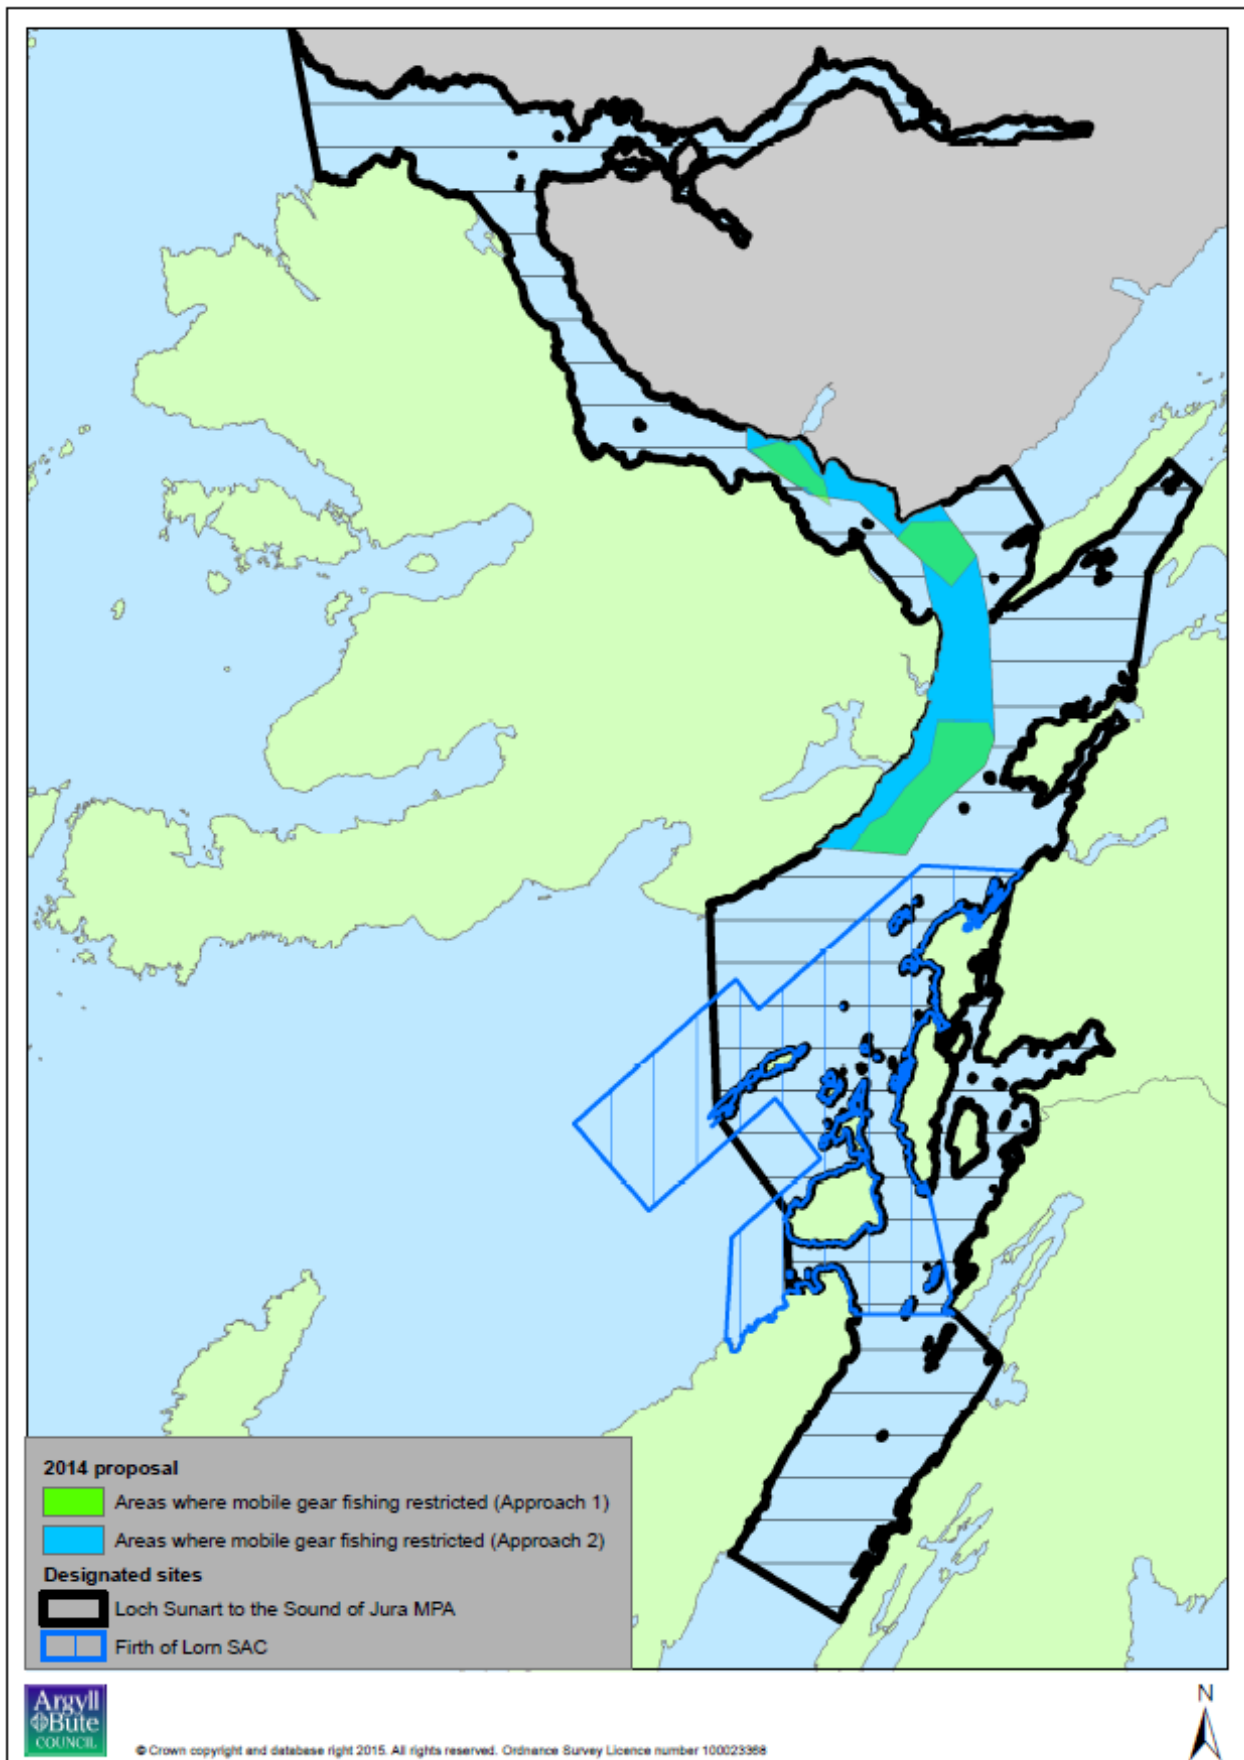 2014 proposal
Areas where mobile gear fishing restricted (Approach 1)
Areas where mobile gear fishing restricted (Approach 2)
Designated sites
Loch Sunart to the Sound of Jura MPA
Firth of Lorn SAC
Argyll
Bute
COUNCIL
N
© Crown copyright and database right 2015. All rights reserved. Ordnance Survey Licence number 100023368